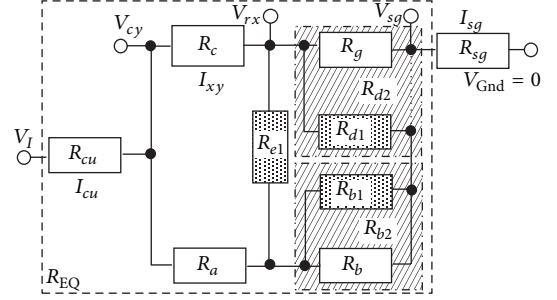 V_rx V_sg I_sg
V_cy R_c R_g R_sg
I_xy V_Gnd = 0
R_d2
V_I R_cu R_e1 R_d1
I_cu R_b1
R_b2
R_EQ R_a R_b